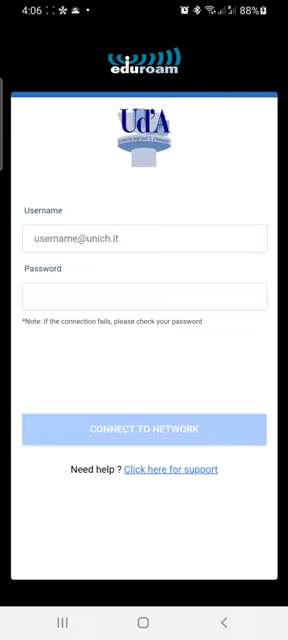 4:06
88%
eduroam
Ud'A
Username
username@unich.it
Password
*Note: if the connection fails, please check your password
CONNECT TO NETWORK
Need help ? Click here for support